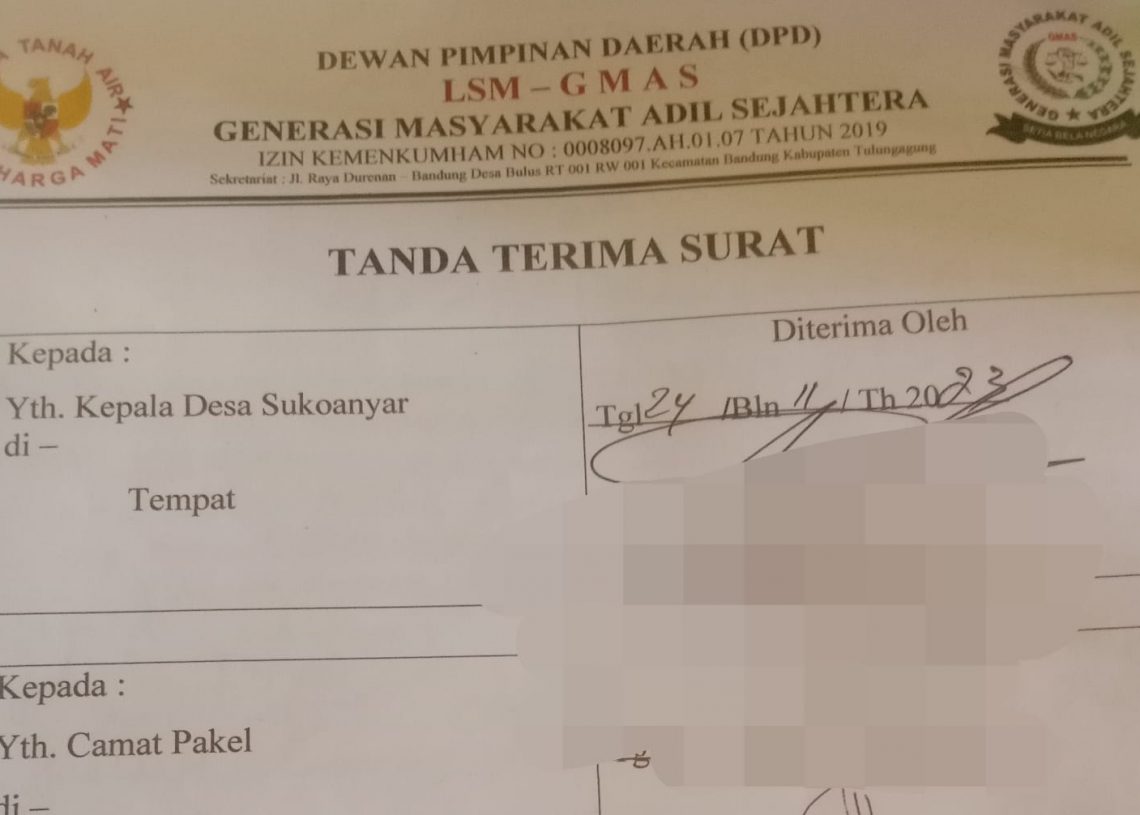 TANAH AIR
HARGA MATI
DEWAN PIMPINAN DAERAH (DPD)
LSM – G M A S
GENERASI MASYARAKAT ADIL SEJAHTERA
IZIN KEMENKUMHAM NO : 0008097.AH.01.07 TAHUN 2019
Sekretariat : Jl. Raya Durenan – Bandung Desa Bulus RT 001 RW 001 Kecamatan Bandung Kabupaten Tulungagung
GENERASI MASYARAKAT ADIL SEJAHTERA
GMAS
SETIA BELA NEGARA
TANDA TERIMA SURAT
Kepada :
Yth. Kepala Desa Sukoanyar
di –
Tempat
Diterima Oleh
Tgl 24 /Bln 11 / Th 2023
Kepada :
Yth. Camat Pakel
di –